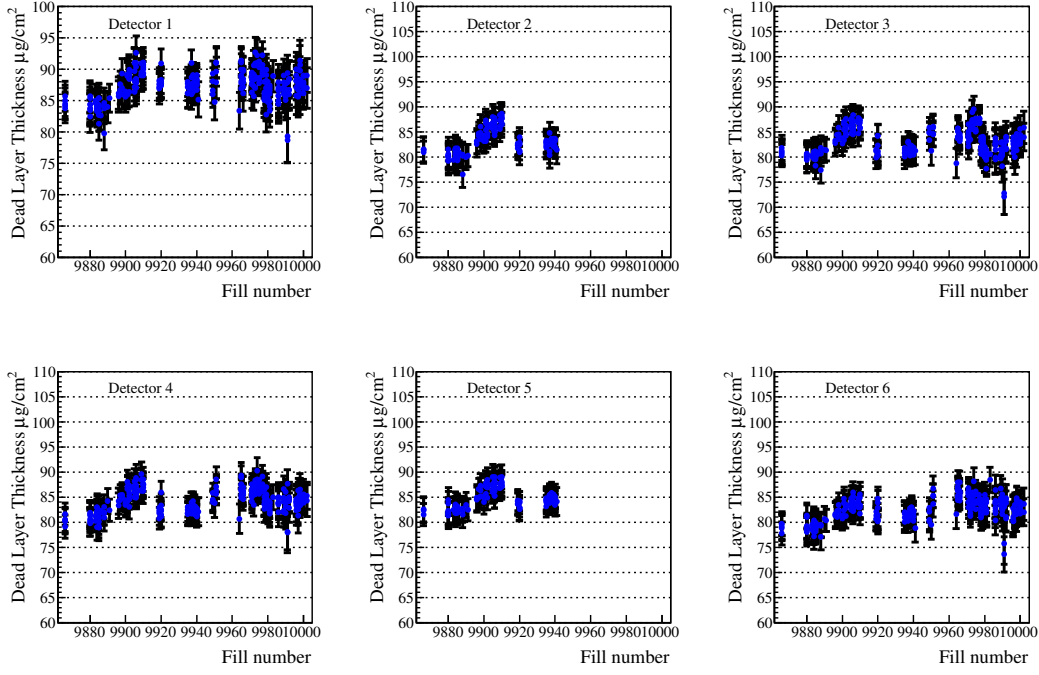 Detector 1
Dead Layer Thickness μg/cm²
100
95
90
85
80
75
70
65
60
9880 9900 9920 9940 9960 9980 10000
Fill number
Detector 2
Dead Layer Thickness μg/cm²
110
105
100
95
90
85
80
75
70
65
60
9880 9900 9920 9940 9960 9980 10000
Fill number
Detector 3
Dead Layer Thickness μg/cm²
110
105
100
95
90
85
80
75
70
65
60
9880 9900 9920 9940 9960 9980 10000
Fill number
Detector 4
Dead Layer Thickness μg/cm²
110
105
100
95
90
85
80
75
70
65
60
9880 9900 9920 9940 9960 9980 10000
Fill number
Detector 5
Dead Layer Thickness μg/cm²
110
105
100
95
90
85
80
75
70
65
60
9880 9900 9920 9940 9960 9980 10000
Fill number
Detector 6
Dead Layer Thickness μg/cm²
110
105
100
95
90
85
80
75
70
65
60
9880 9900 9920 9940 9960 9980 10000
Fill number